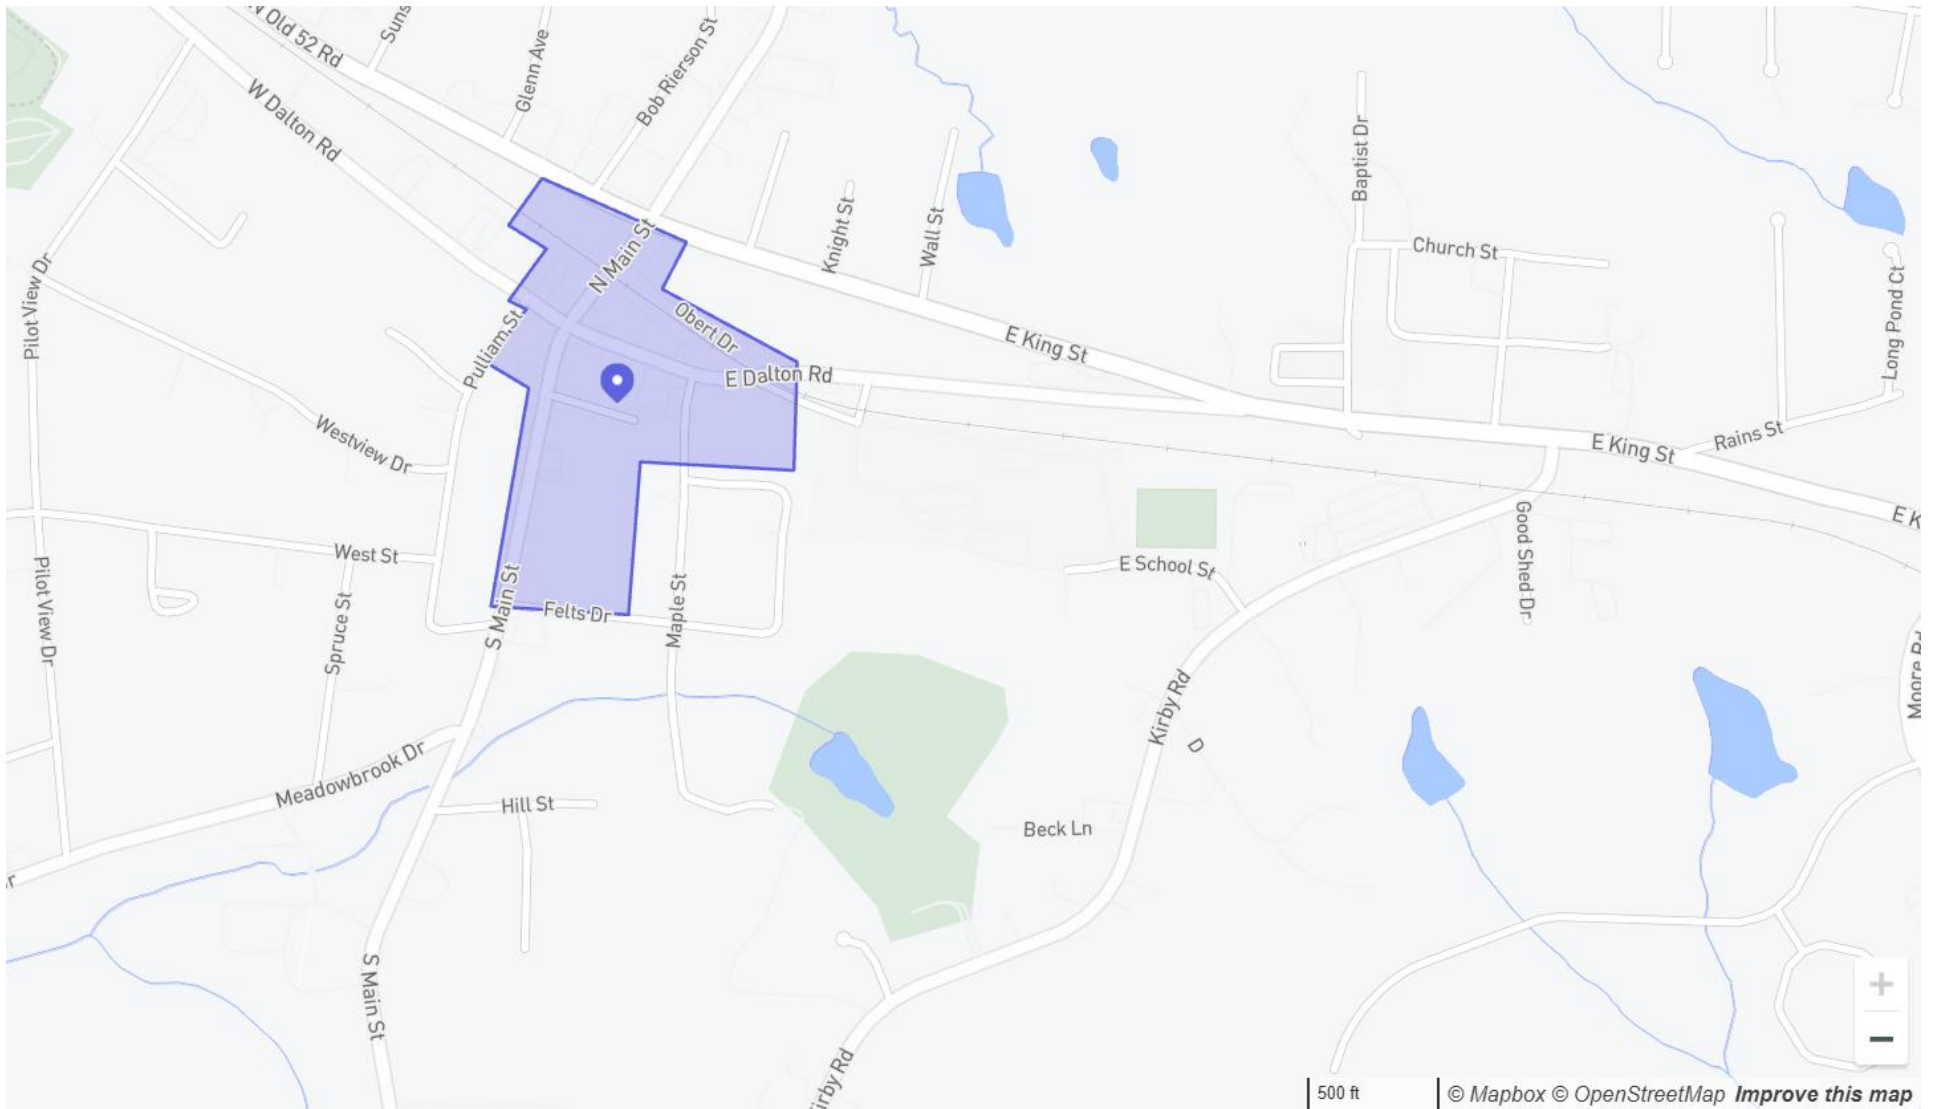 N Old 52 Rd
Suns
Glenn Ave
Bob Rierson St
W Dalton Rd
Baptist Dr
Knight St
Wall St
Church St
N Main St
Pilot View Dr
Long Pond Ct
Obert Dr
Pulliam St
E King St
E Dalton Rd
Westview Dr
Rains St
E King St
E K
Good Shed Dr
West St
E School St
Pilot View Dr
Spruce St
S Main St
Felts Dr
Maple St
Moore Rd
Kirby Rd
D
Meadowbrook Dr
Hill St
Beck Ln
r
S Main St
irby Rd
+
−
500 ft
© Mapbox © OpenStreetMap Improve this map